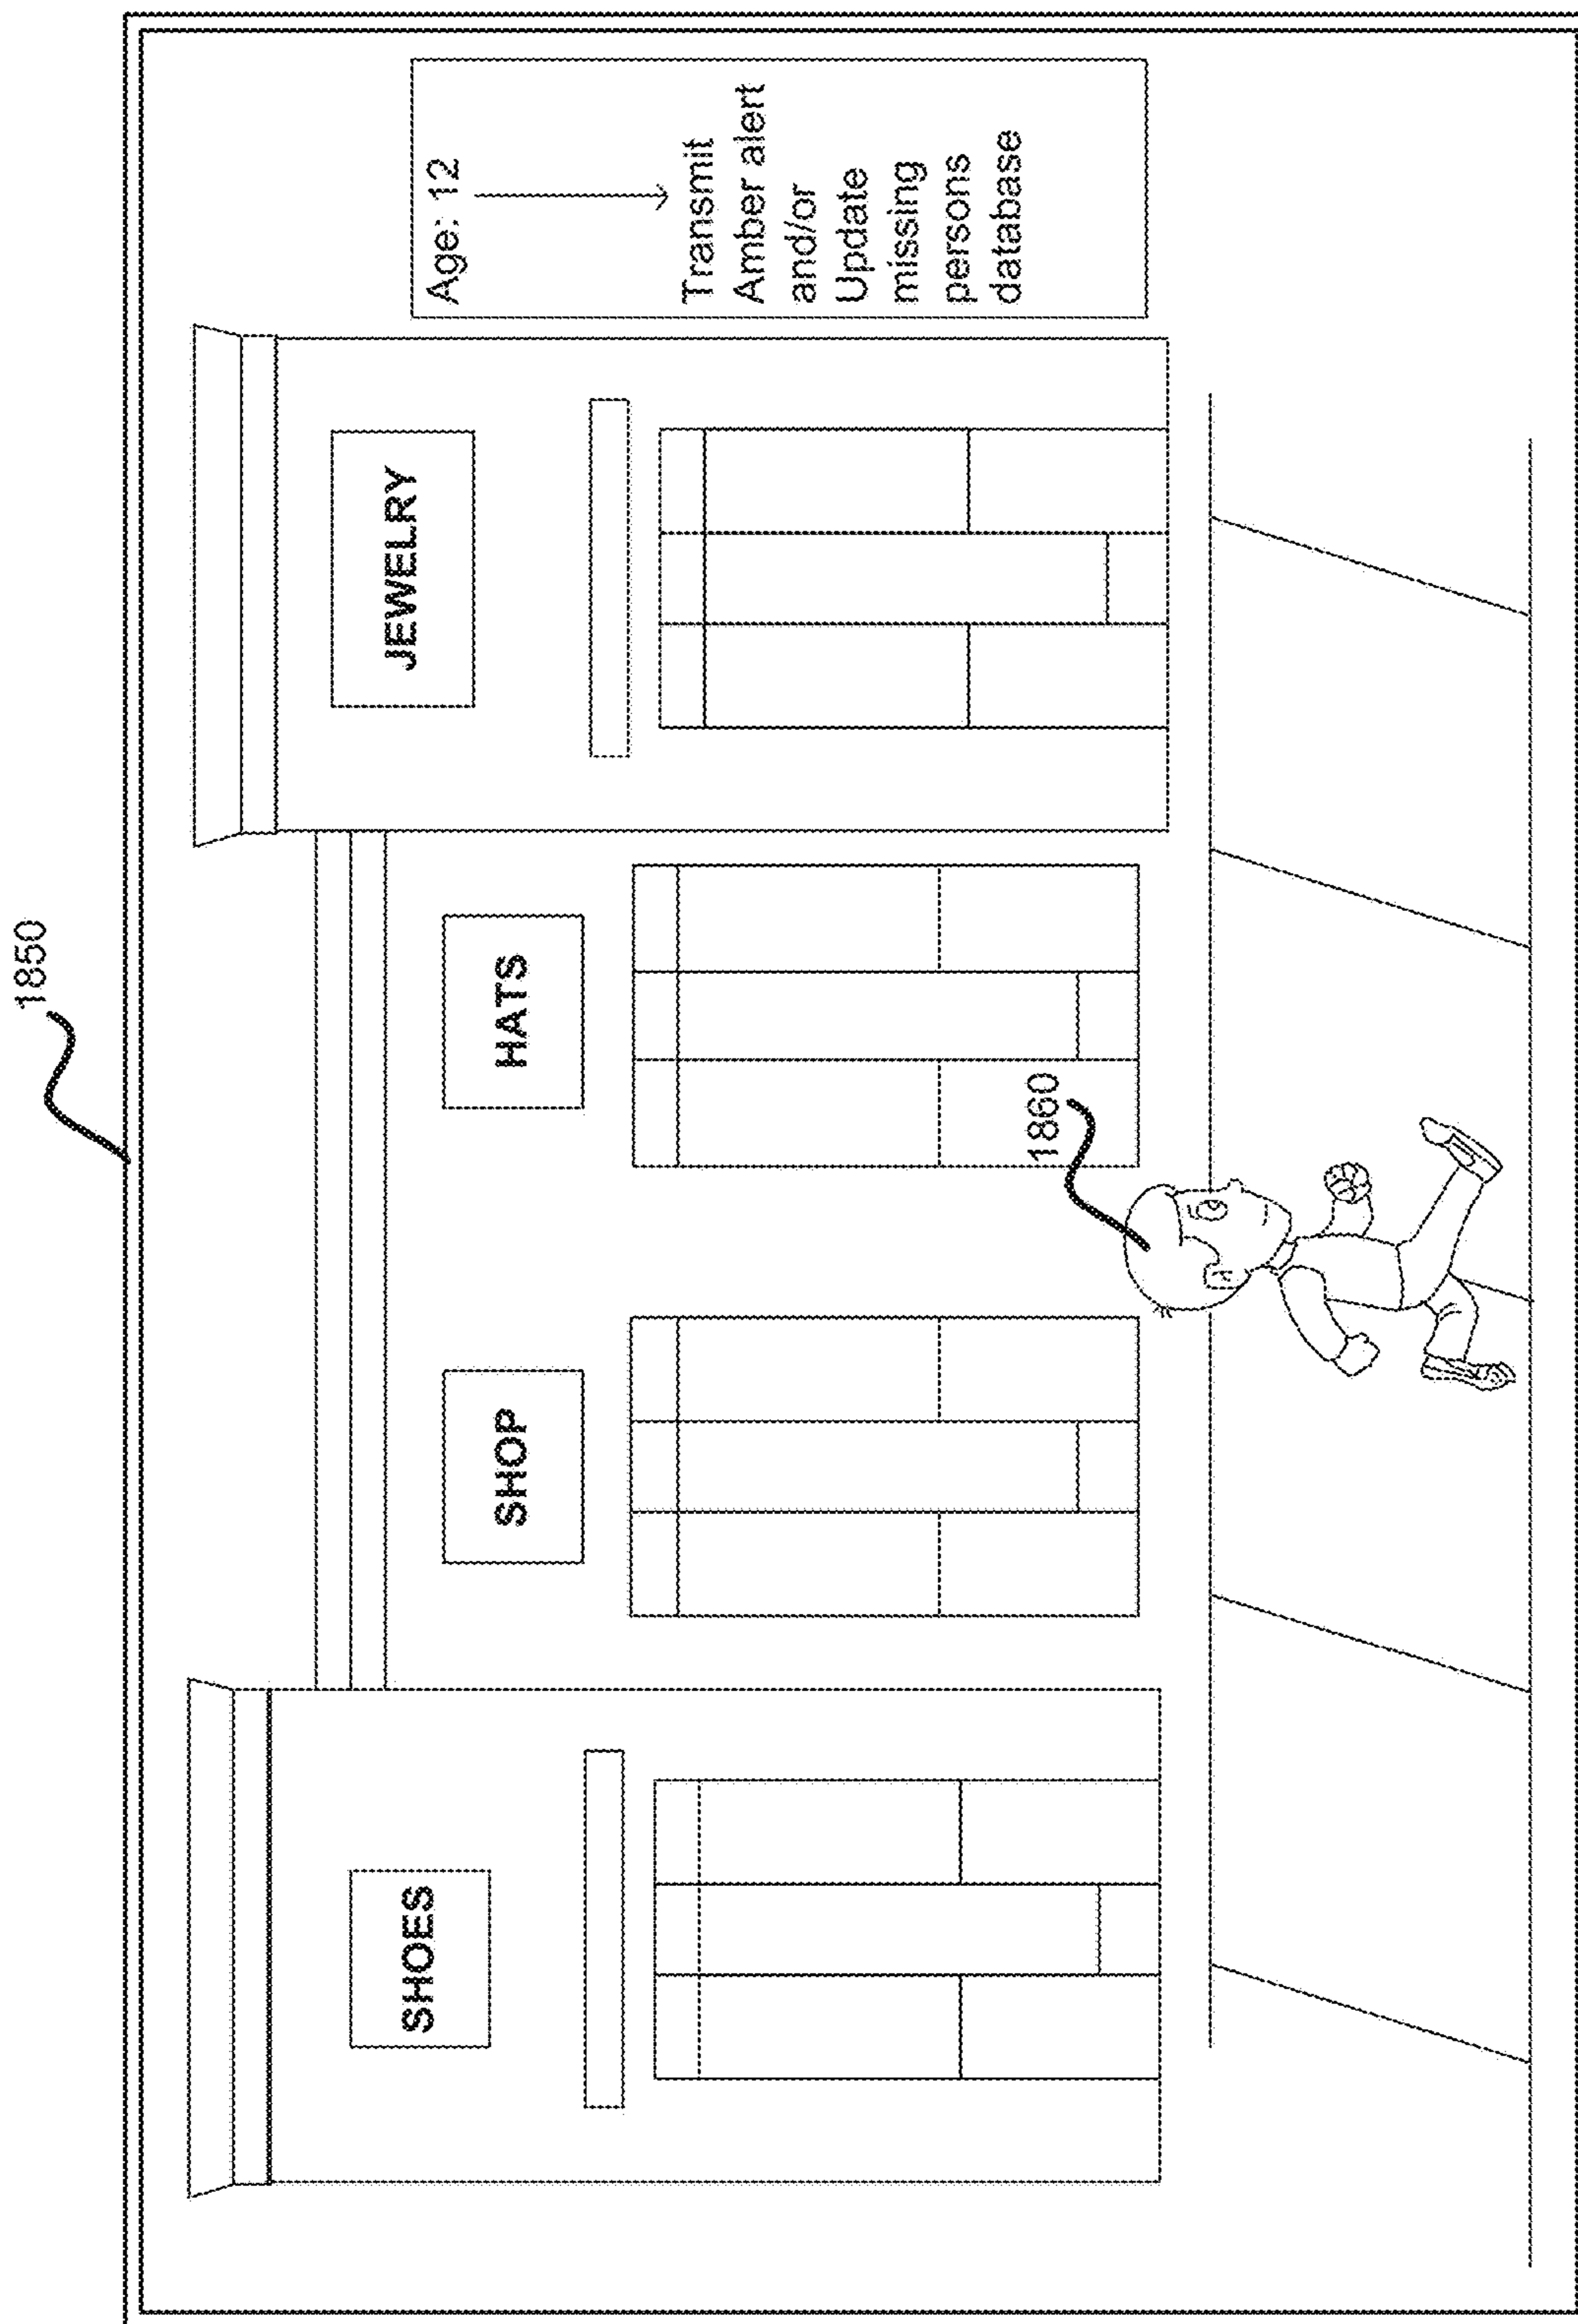 1850
SHOES
SHOP
HATS
JEWELRY
1860
Age: 12
Transmit
Amber alert
and/or
Update
missing
persons
database